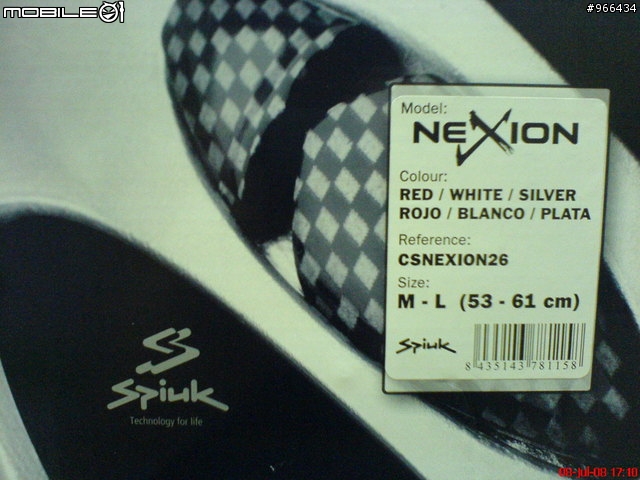 MOBILE01
#966434
Model:
NEXION
Colour:
RED / WHITE / SILVER
ROJO / BLANCO / PLATA
Reference:
CSNEXION26
Size:
M - L (53 - 61 cm)
Spiuk
8 435143 781158
Spiuk
Technology for life
08-Jul-08 17:10